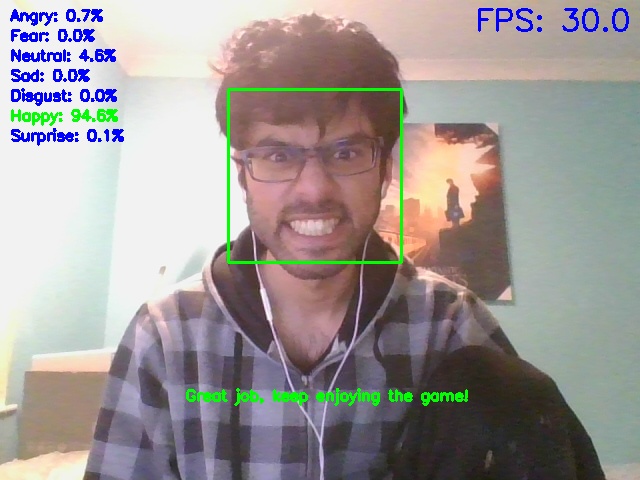 Angry: 0.7%
FPS: 30.0
Fear: 0.0%
Neutral: 4.6%
Sad: 0.0%
Disgust: 0.0%
Happy: 94.6%
Surprise: 0.1%
Great job, keep enjoying the game!